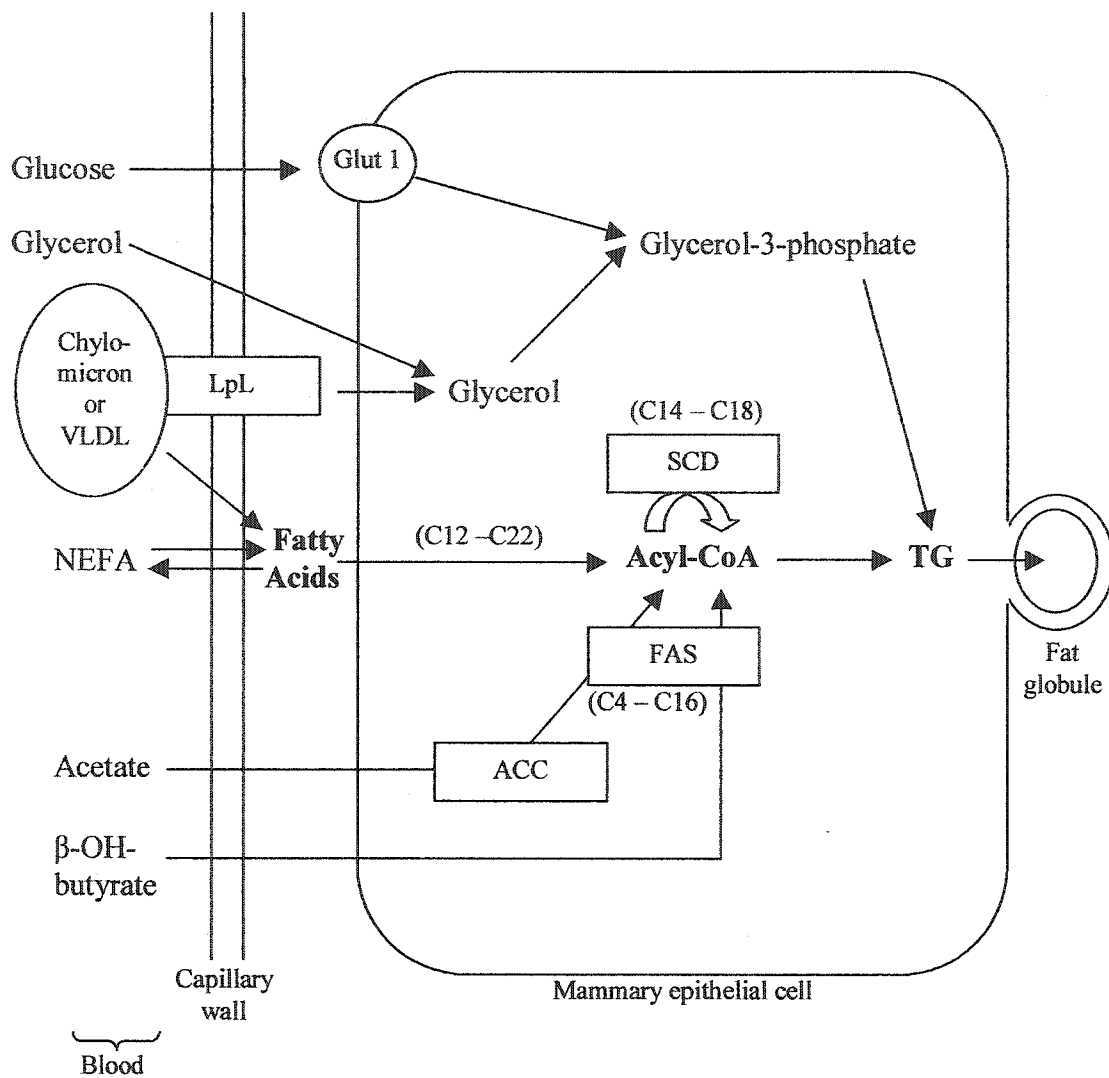 Glut 1
Glucose
Glycerol
Glycerol-3-phosphate
Chylo-
micron
or
VLDL
LpL
Glycerol
(C14 – C18)
SCD
NEFA
Fatty
Acids
(C12 –C22)
Acyl-CoA
TG
FAS
(C4 – C16)
Fat
globule
Acetate
ACC
β-OH-
butyrate
Capillary
wall
Mammary epithelial cell
Blood